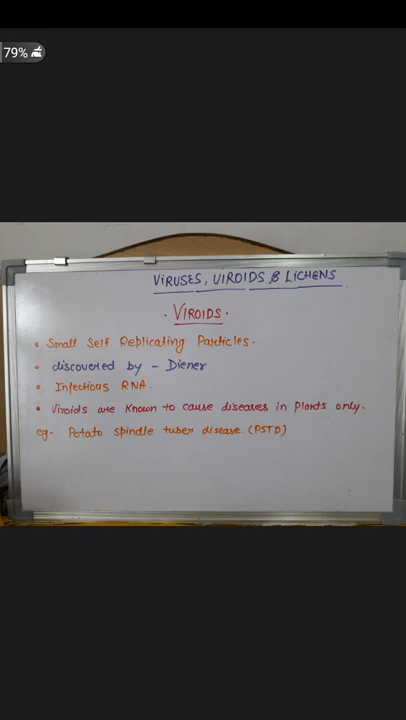 79%
VIRUSES, VIROIDS & LICHENS
• VIROIDS •
• Small Self Replicating Particles.
• discovered by - Diener
• Infectious RNA.
• Viroids are known to cause diseases in Plants only.
eg- Potato spindle tuber disease. (PSTD)